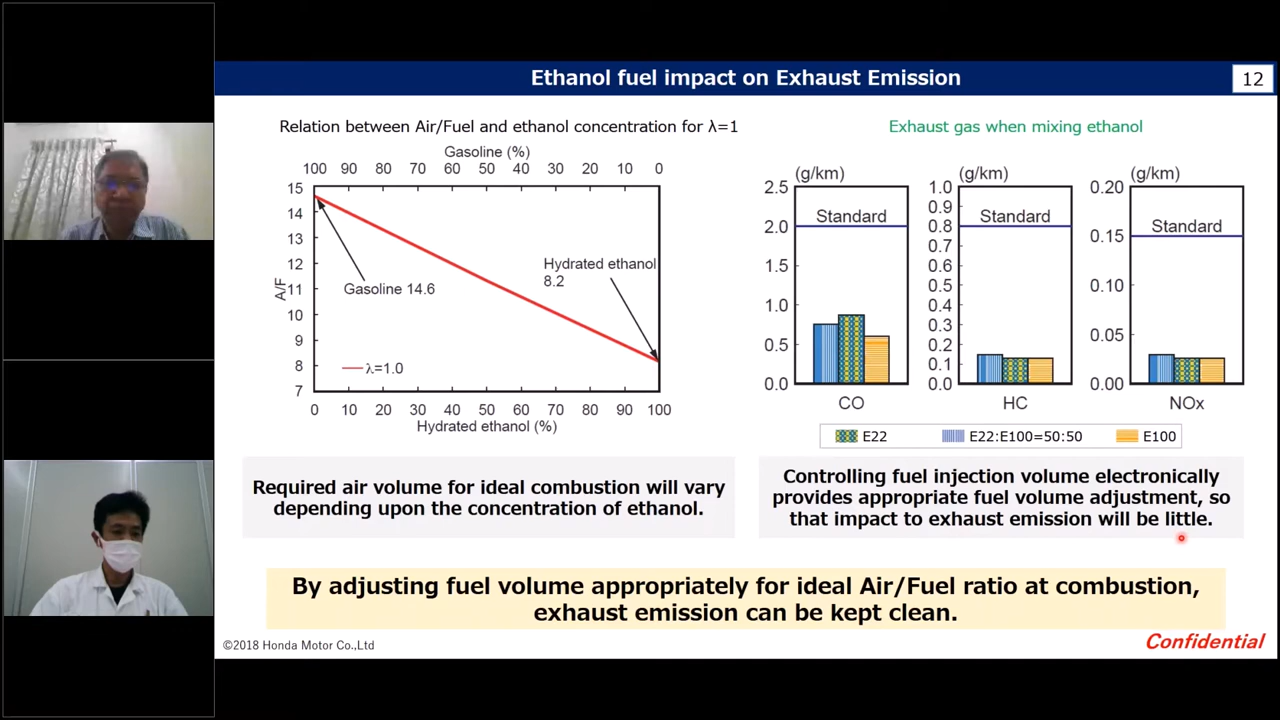 Ethanol fuel impact on Exhaust Emission
12
Relation between Air/Fuel and ethanol concentration for λ=1
Gasoline (%)
100 90 80 70 60 50 40 30 20 10 0
15
14
13
12
11
10
9
8
7
A/F
Gasoline 14.6
Hydrated ethanol
8.2
λ=1.0
0 10 20 30 40 50 60 70 80 90 100
Hydrated ethanol (%)
Exhaust gas when mixing ethanol
(g/km)
2.5
2.0
1.5
1.0
0.5
0.0
Standard
CO
(g/km)
1.0
0.9
0.8
0.7
0.6
0.5
0.4
0.3
0.2
0.1
0.0
Standard
HC
(g/km)
0.20
0.15
0.10
0.05
0.00
Standard
NOx
E22 E22:E100=50:50 E100
Required air volume for ideal combustion will vary
depending upon the concentration of ethanol.
Controlling fuel injection volume electronically
provides appropriate fuel volume adjustment, so
that impact to exhaust emission will be little.
By adjusting fuel volume appropriately for ideal Air/Fuel ratio at combustion,
exhaust emission can be kept clean.
©2018 Honda Motor Co.,Ltd
Confidential